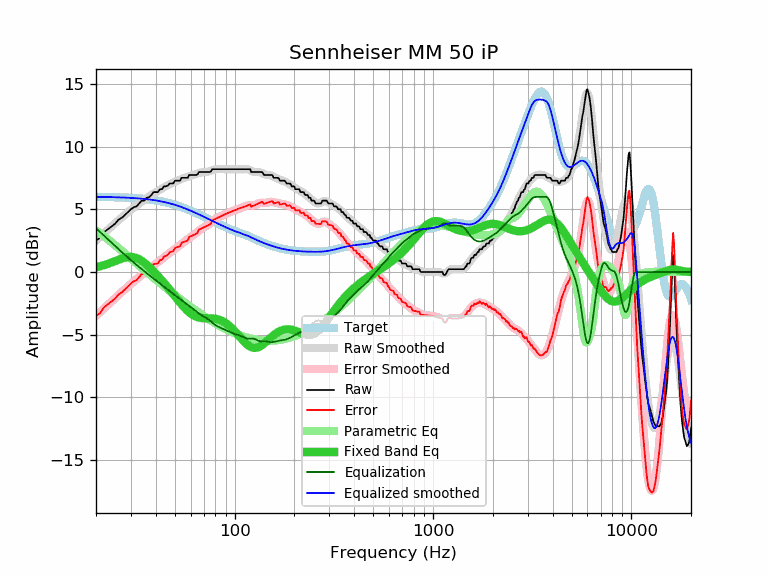 Sennheiser MM 50 iP
15
10
5
0
−5
−10
−15
Amplitude (dBr)
Target
Raw Smoothed
Error Smoothed
Raw
Error
Parametric Eq
Fixed Band Eq
Equalization
Equalized smoothed
100 1000 10000
Frequency (Hz)